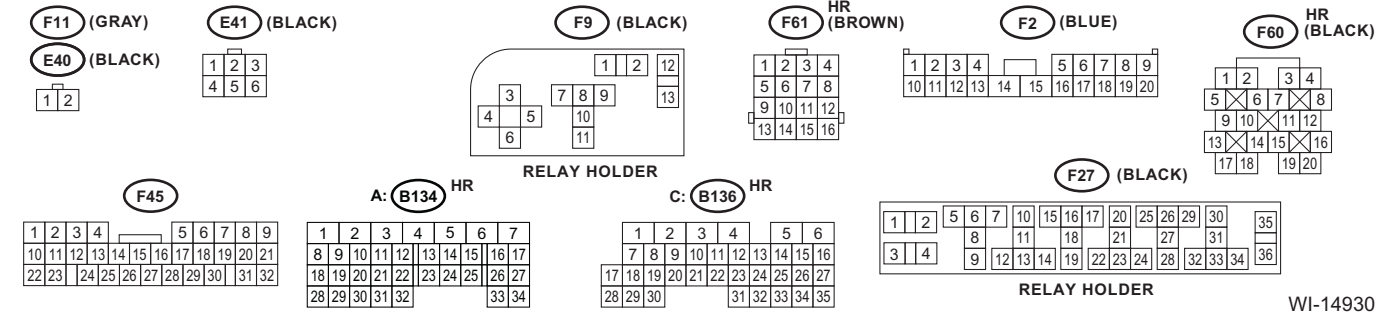 F11 (GRAY)
E40 (BLACK)
1 2
E41 (BLACK)
1 2 3
4 5 6
F9 (BLACK)
1 2 12
3 7 8 9 13
4 5 10
6 11
RELAY HOLDER
F61 HR (BROWN)
1 2 3 4
5 6 7 8
9 10 11 12
13 14 15 16
F2 (BLUE)
1 2 3 4 5 6 7 8 9
10 11 12 13 14 15 16 17 18 19 20
F60 HR (BLACK)
1 2 3 4
5 6 7 8
9 10 11 12
13 14 15 16
17 18 19 20
F45
1 2 3 4 5 6 7 8 9
10 11 12 13 14 15 16 17 18 19 20 21
22 23 24 25 26 27 28 29 30 31 32
A: B134 HR
1 2 3 4 5 6 7
8 9 10 11 12 13 14 15 16 17
18 19 20 21 22 23 24 25 26 27
28 29 30 31 32 33 34
C: B136 HR
1 2 3 4 5 6
7 8 9 10 11 12 13 14 15 16
17 18 19 20 21 22 23 24 25 26 27
28 29 30 31 32 33 34 35
F27 (BLACK)
1 2 5 6 7 10 15 16 17 20 25 26 29 30 35
8 11 18 21 27 31
3 4 9 12 13 14 19 22 23 24 28 32 33 34 36
RELAY HOLDER
WI-14930